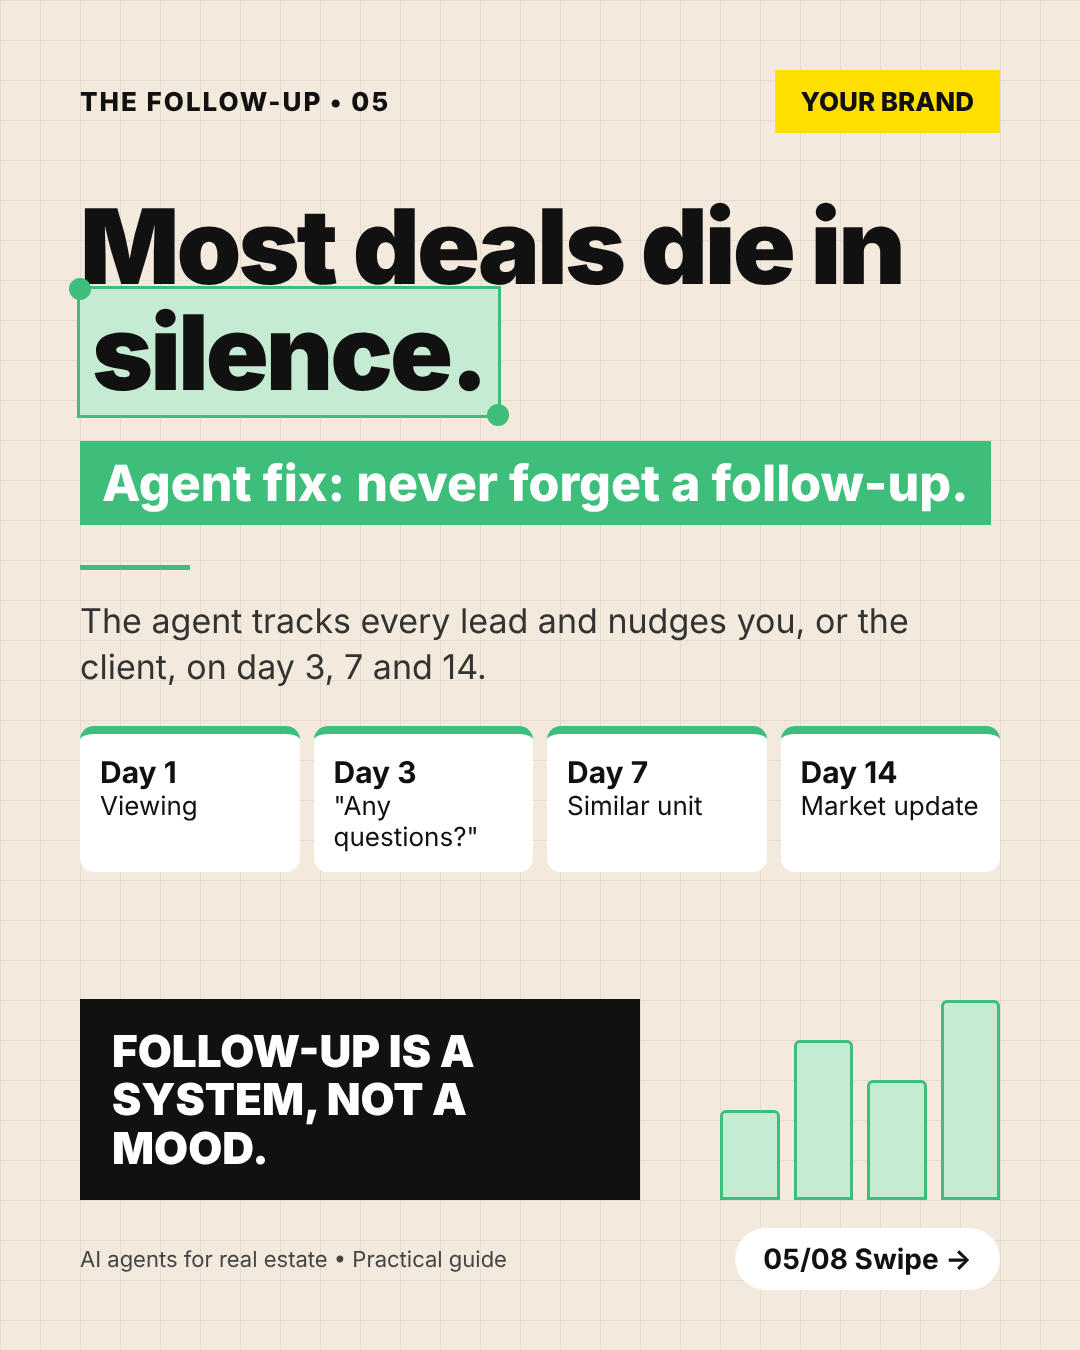 THE FOLLOW-UP • 05
YOUR BRAND
Most deals die in
silence.
Agent fix: never forget a follow-up.
The agent tracks every lead and nudges you, or the
client, on day 3, 7 and 14.
Day 1
Viewing
Day 3
"Any
questions?"
Day 7
Similar unit
Day 14
Market update
FOLLOW-UP IS A
SYSTEM, NOT A
MOOD.
AI agents for real estate • Practical guide
05/08 Swipe →